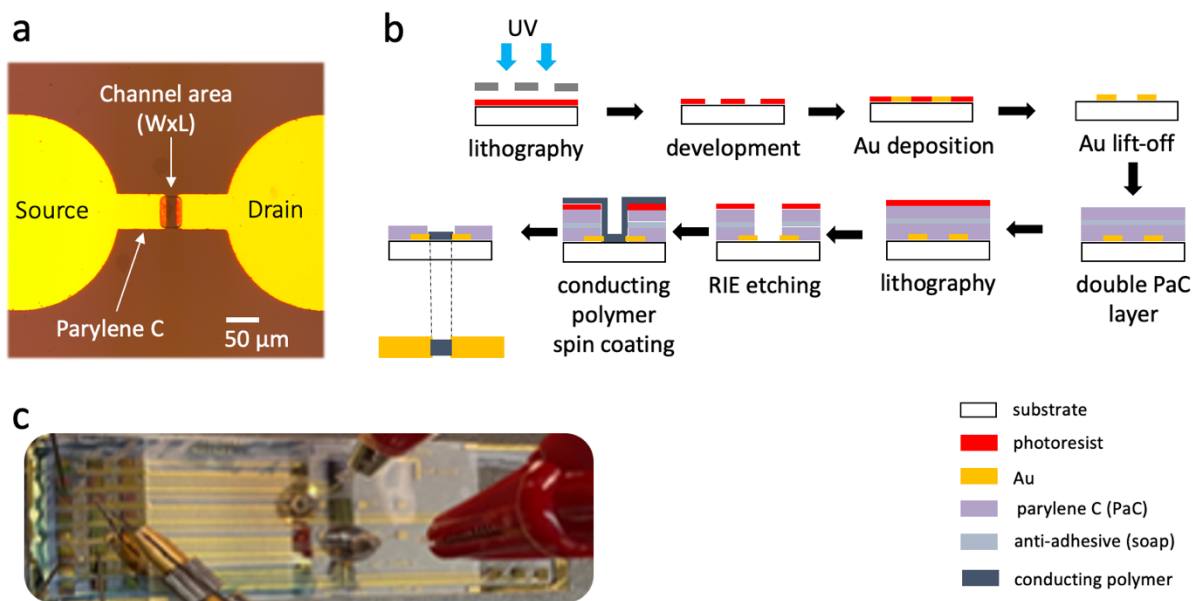 a
Channel area
(WxL)
Source
Drain
Parylene C
50 µm
b
UV
lithography
development
Au deposition
Au lift-off
double PaC
layer
lithography
RIE etching
conducting
polymer
spin coating
c
substrate
photoresist
Au
parylene C (PaC)
anti-adhesive (soap)
conducting polymer